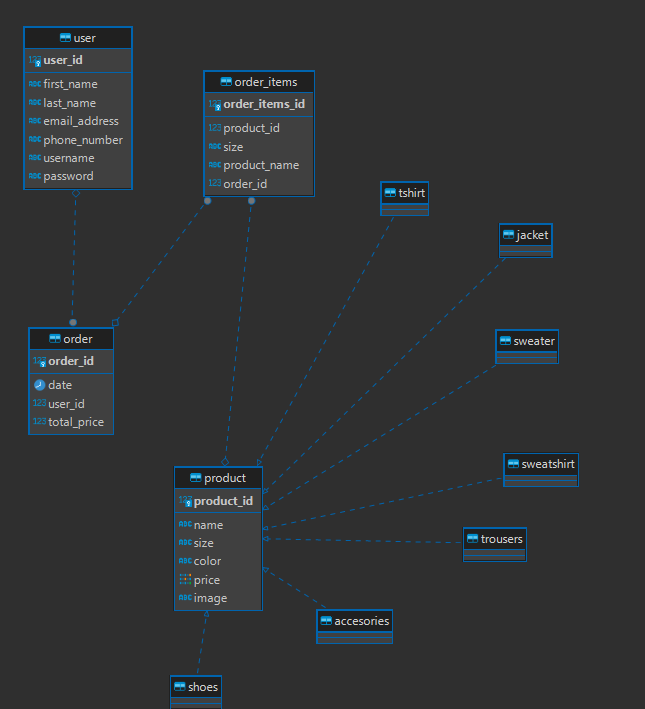 user
123 user_id
ABC first_name
ABC last_name
ABC email_address
ABC phone_number
ABC username
ABC password
order_items
123 order_items_id
123 product_id
ABC size
ABC product_name
123 order_id
tshirt
jacket
order
123 order_id
date
123 user_id
123 total_price
sweater
sweatshirt
product
123 product_id
ABC name
ABC size
ABC color
price
ABC image
trousers
accesories
shoes